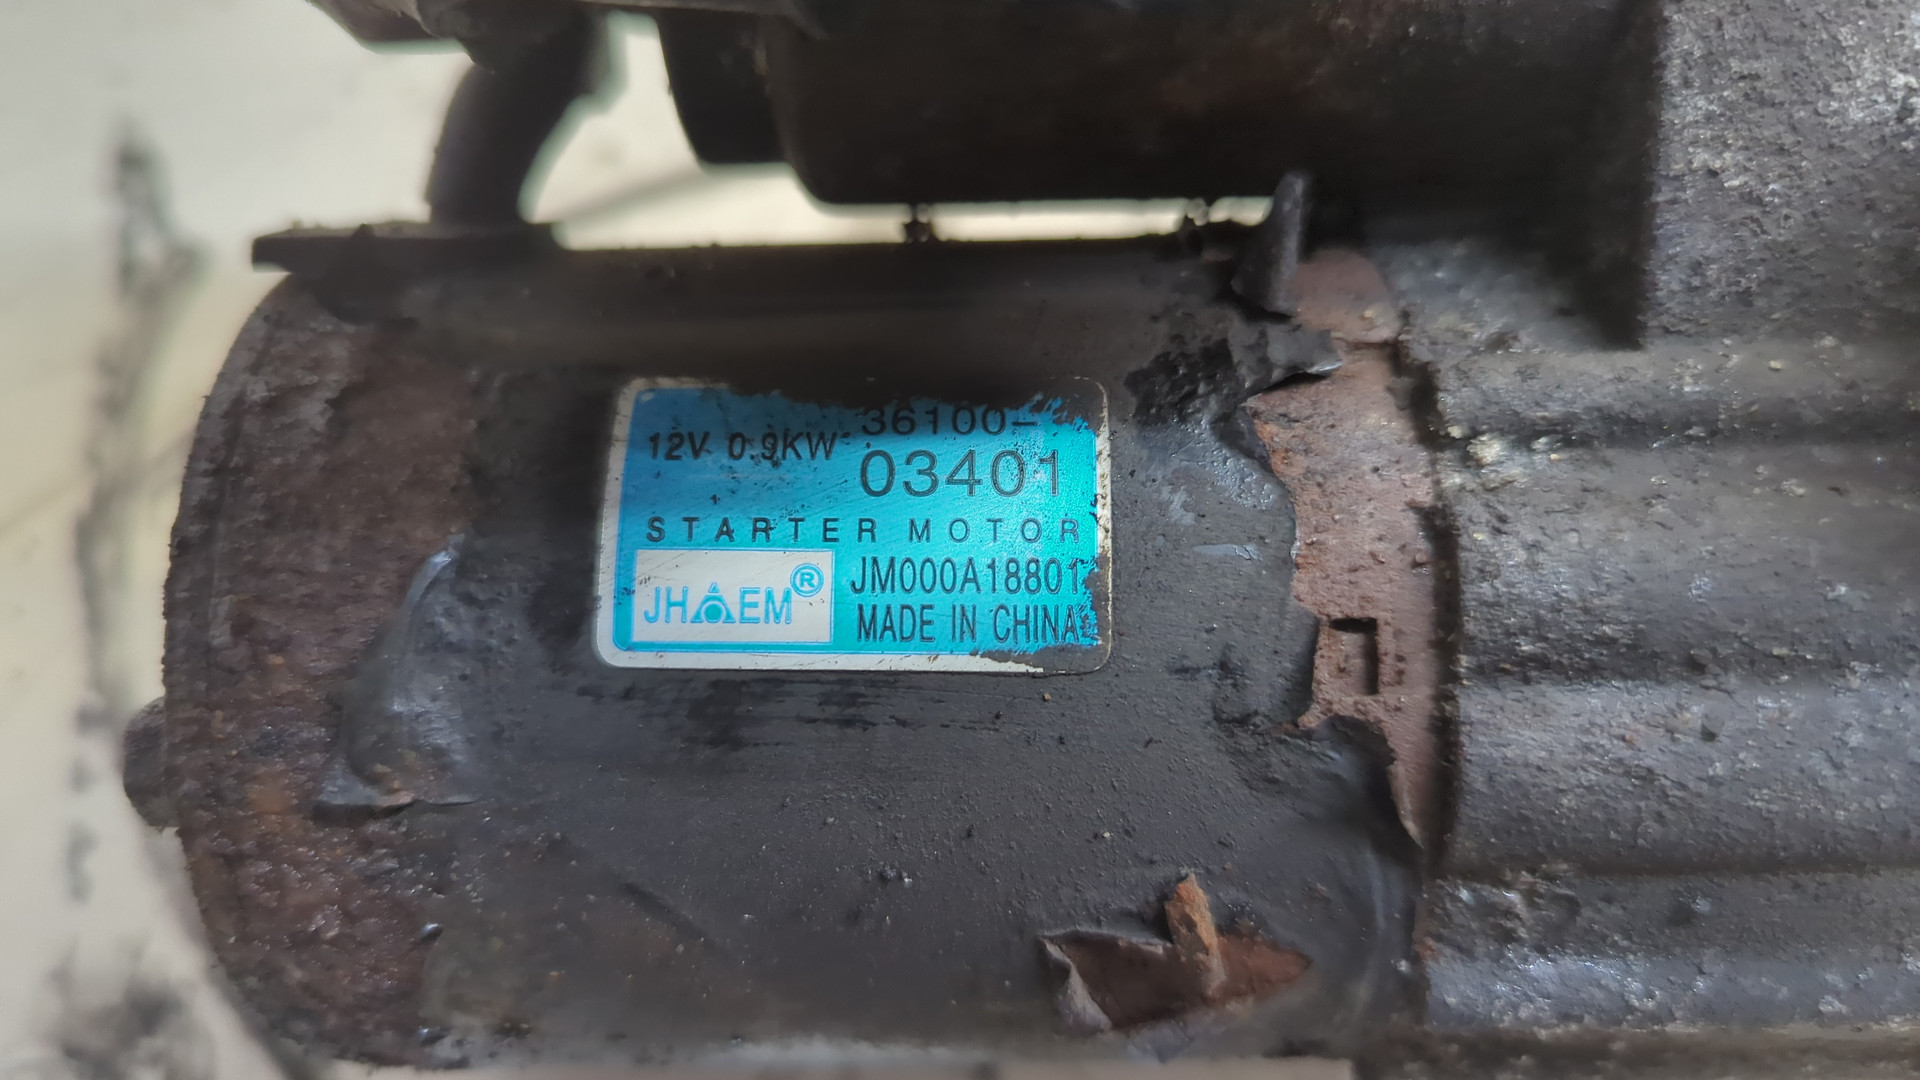 36100-
12V 0.9KW 03401
STARTER MOTOR
JHAEM® JM000A18801
MADE IN CHINA